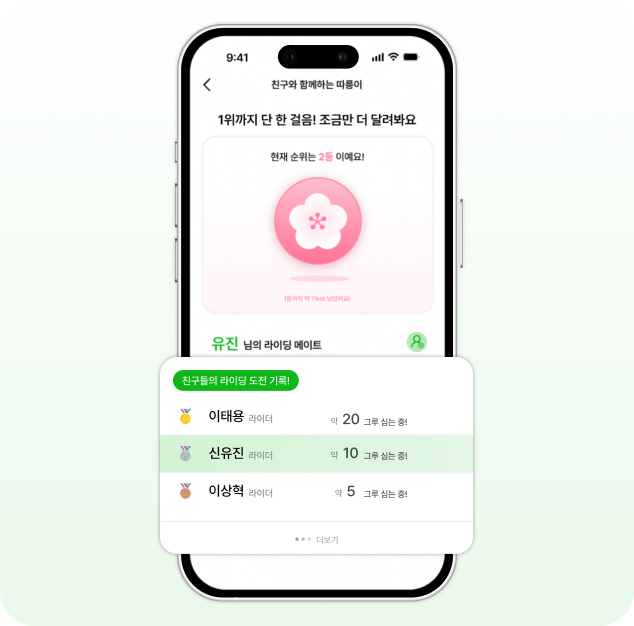 9:41
친구와 함께하는 따릉이
1위까지 단 한 걸음! 조금만 더 달려봐요
현재 순위는 2등 이예요!
1등까지 약 11km 남았어요!
유진 님의 라이딩 메이트
친구들의 라이딩 도전 기록!
이태용 라이더 약 20 그루 심는 중!
신유진 라이더 약 10 그루 심는 중!
이상혁 라이더 약 5 그루 심는 중!
더보기